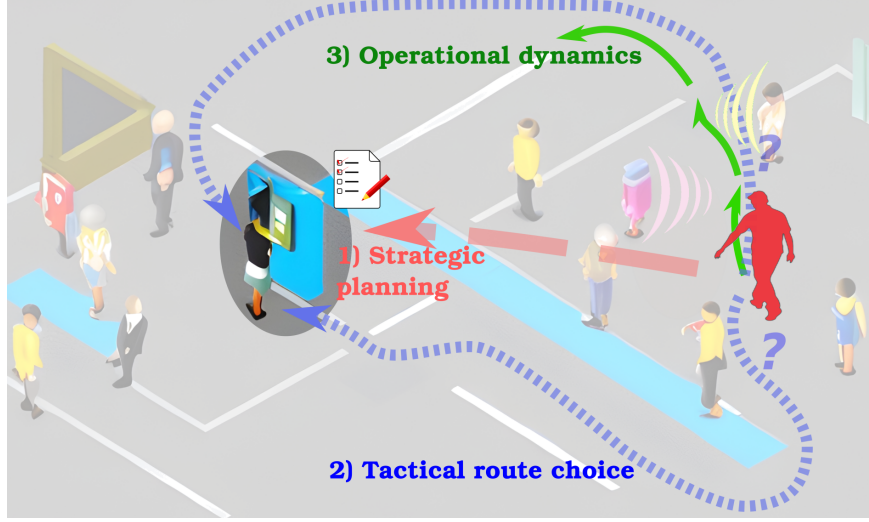 3) Operational dynamics
?
1) Strategic
planning
?
2) Tactical route choice